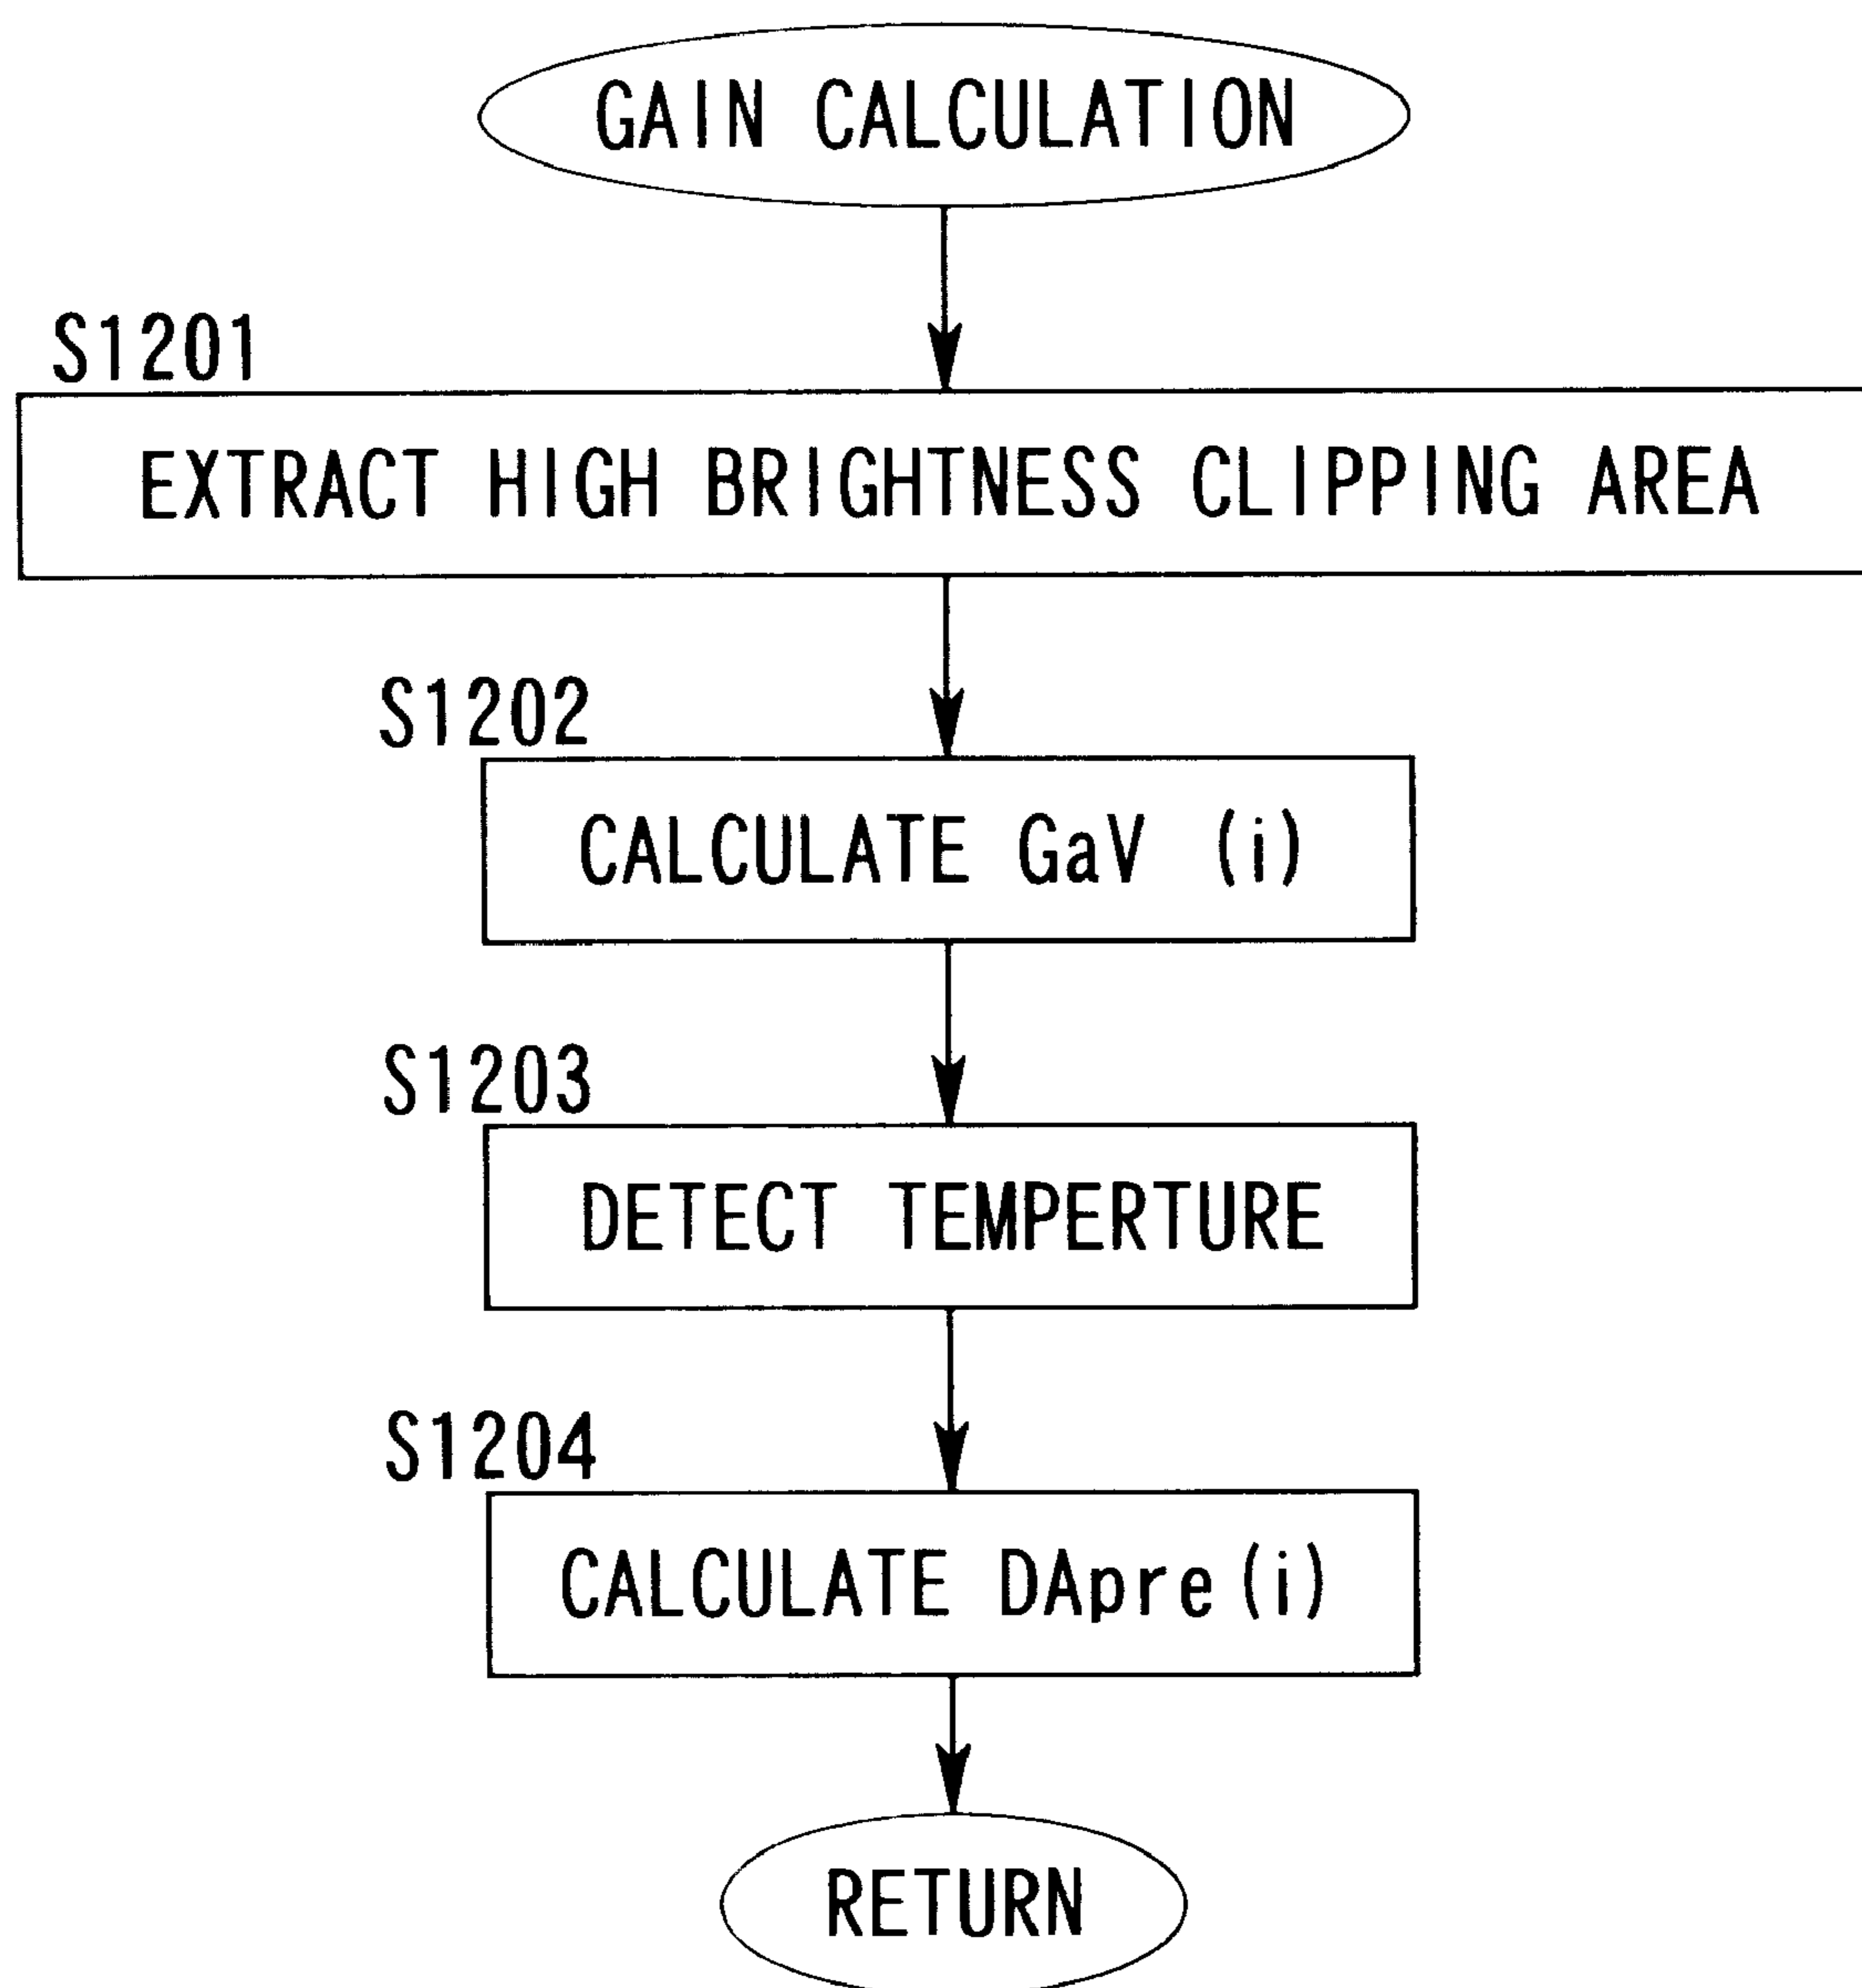 GAIN CALCULATION
S1201
EXTRACT HIGH BRIGHTNESS CLIPPING AREA
S1202
CALCULATE GaV (i)
S1203
DETECT TEMPERTURE
S1204
CALCULATE DApre(i)
RETURN